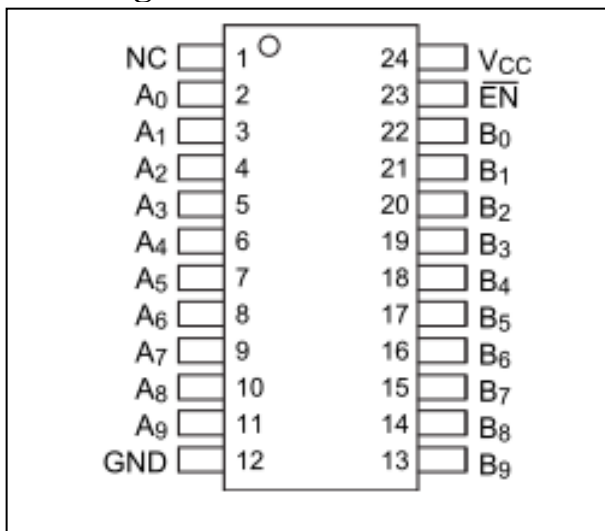 NC 1 24 VCC
A0 2 23 E̅N̅
A1 3 22 B0
A2 4 21 B1
A3 5 20 B2
A4 6 19 B3
A5 7 18 B4
A6 8 17 B5
A7 9 16 B6
A8 10 15 B7
A9 11 14 B8
GND 12 13 B9